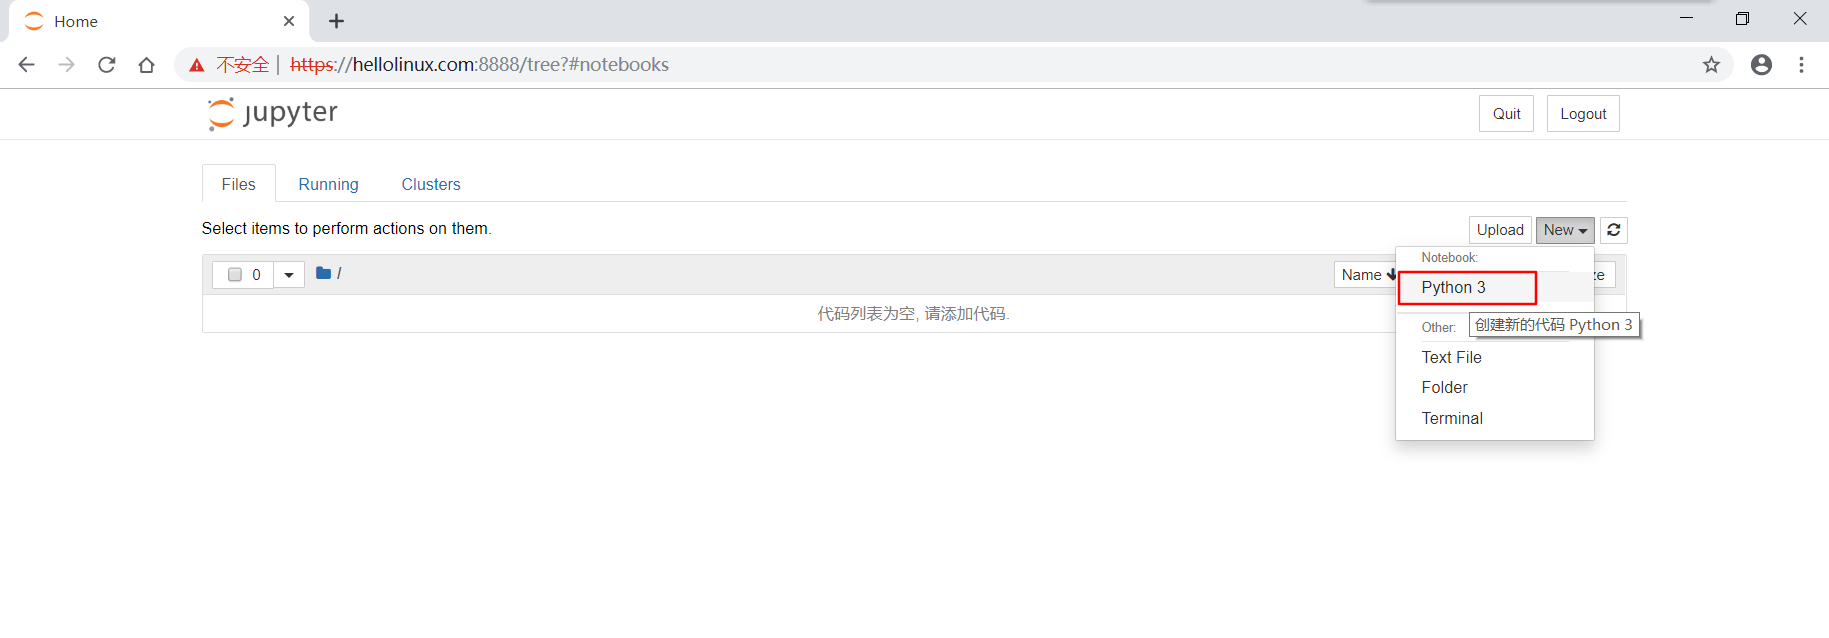 Home
不安全 | https://hellolinux.com:8888/tree?#notebooks
jupyter
Quit
Logout
Files
Running
Clusters
Select items to perform actions on them.
Upload
New
0
/
Name
ze
代码列表为空, 请添加代码.
Notebook:
Python 3
创建新的代码 Python 3
Other:
Text File
Folder
Terminal